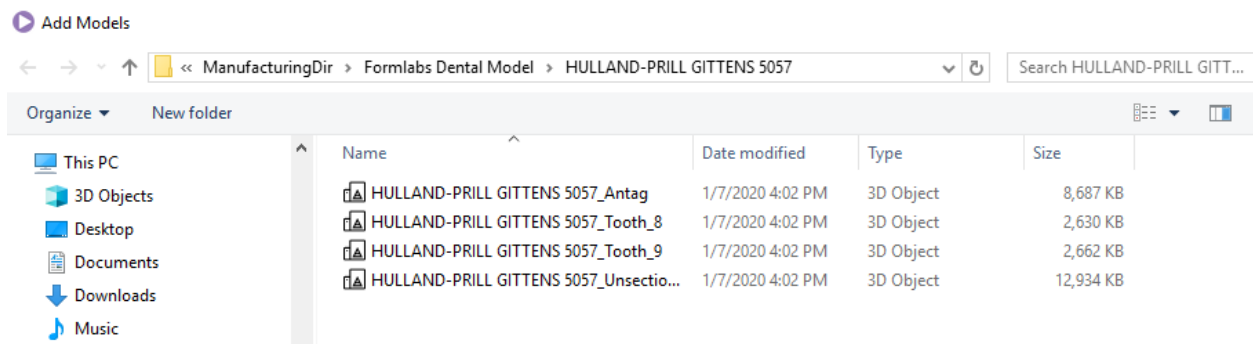 Add Models
« ManufacturingDir > Formlabs Dental Model > HULLAND-PRILL GITTENS 5057
Search HULLAND-PRILL GITT...
Organize New folder
This PC
3D Objects
Desktop
Documents
Downloads
Music
Name Date modified Type Size
HULLAND-PRILL GITTENS 5057_Antag 1/7/2020 4:02 PM 3D Object 8,687 KB
HULLAND-PRILL GITTENS 5057_Tooth_8 1/7/2020 4:02 PM 3D Object 2,630 KB
HULLAND-PRILL GITTENS 5057_Tooth_9 1/7/2020 4:02 PM 3D Object 2,662 KB
HULLAND-PRILL GITTENS 5057_Unsectio... 1/7/2020 4:02 PM 3D Object 12,934 KB